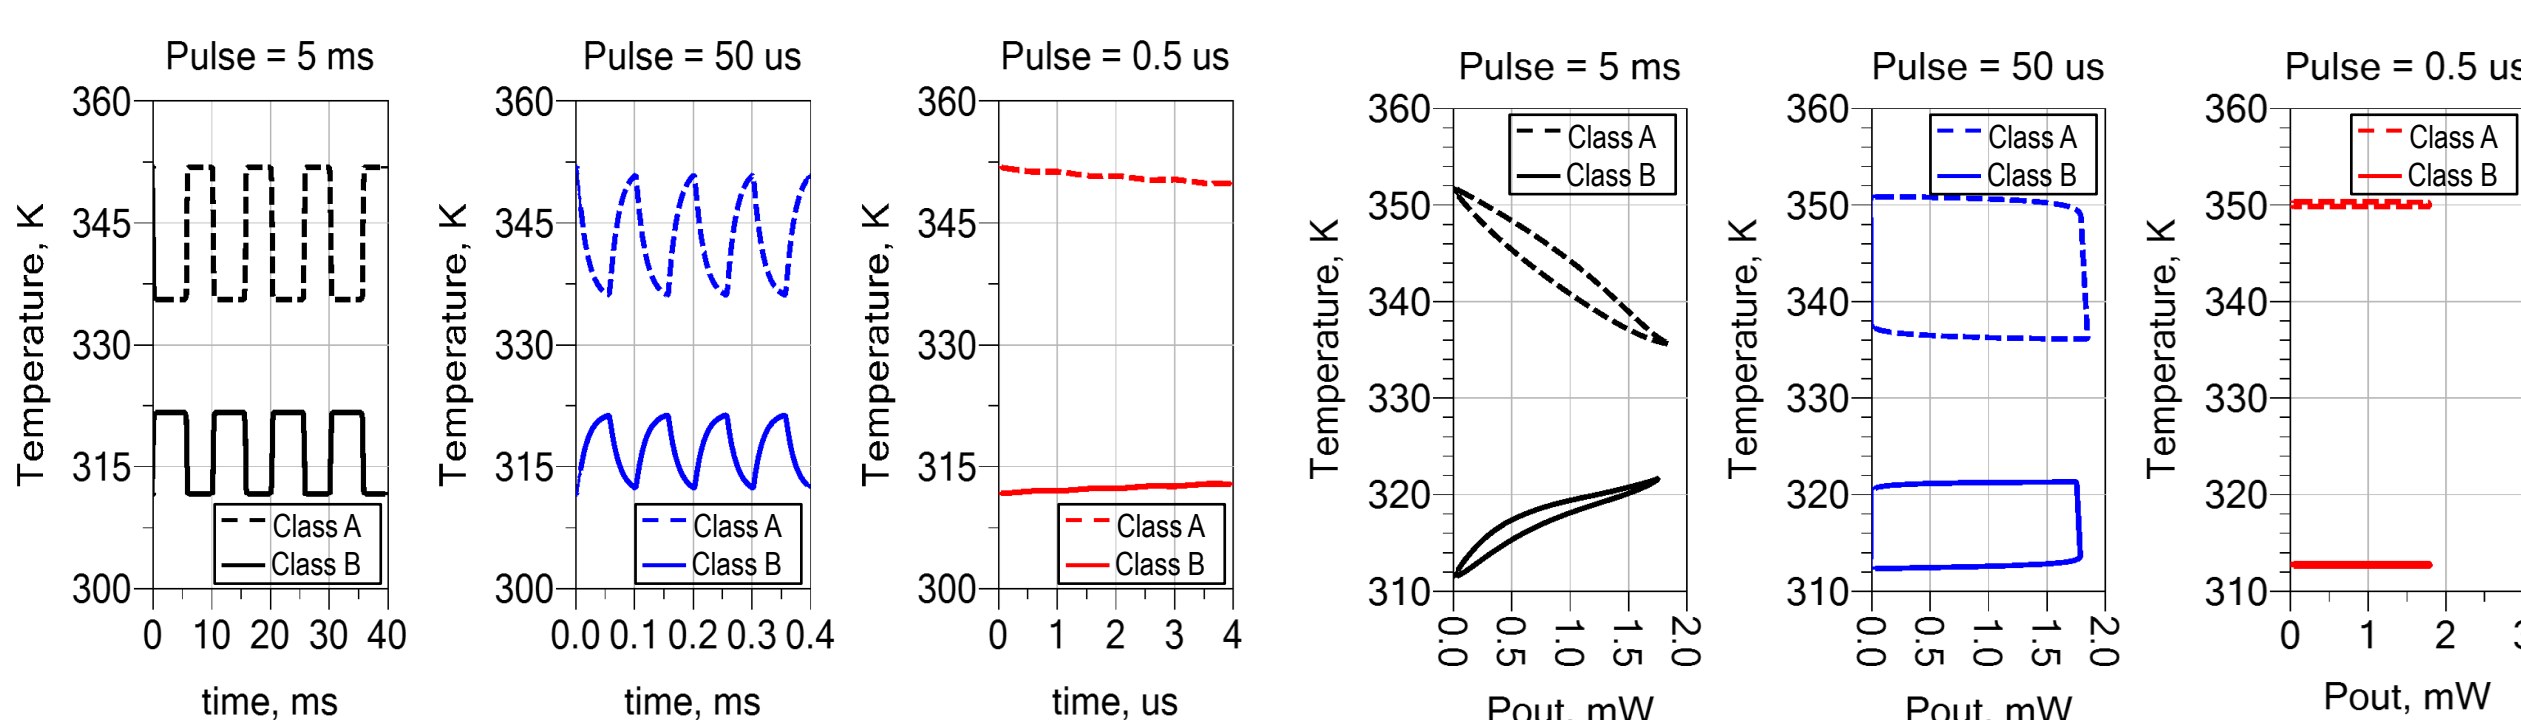 Pulse = 5 ms
Temperature, K
360
345
330
315
300
Class A
Class B
0 10 20 30 40
time, ms
Pulse = 50 us
Temperature, K
360
345
330
315
300
Class A
Class B
0.0 0.1 0.2 0.3 0.4
time, ms
Pulse = 0.5 us
Temperature, K
360
345
330
315
300
Class A
Class B
0 1 2 3 4
time, us
Pulse = 5 ms
Temperature, K
360
350
340
330
320
310
Class A
Class B
0.0 0.5 1.0 1.5 2.0
Pout, mW
Pulse = 50 us
Temperature, K
360
350
340
330
320
310
Class A
Class B
0.0 0.5 1.0 1.5 2.0
Pout, mW
Pulse = 0.5 us
Temperature, K
360
350
340
330
320
310
Class A
Class B
0 1 2 3
Pout, mW